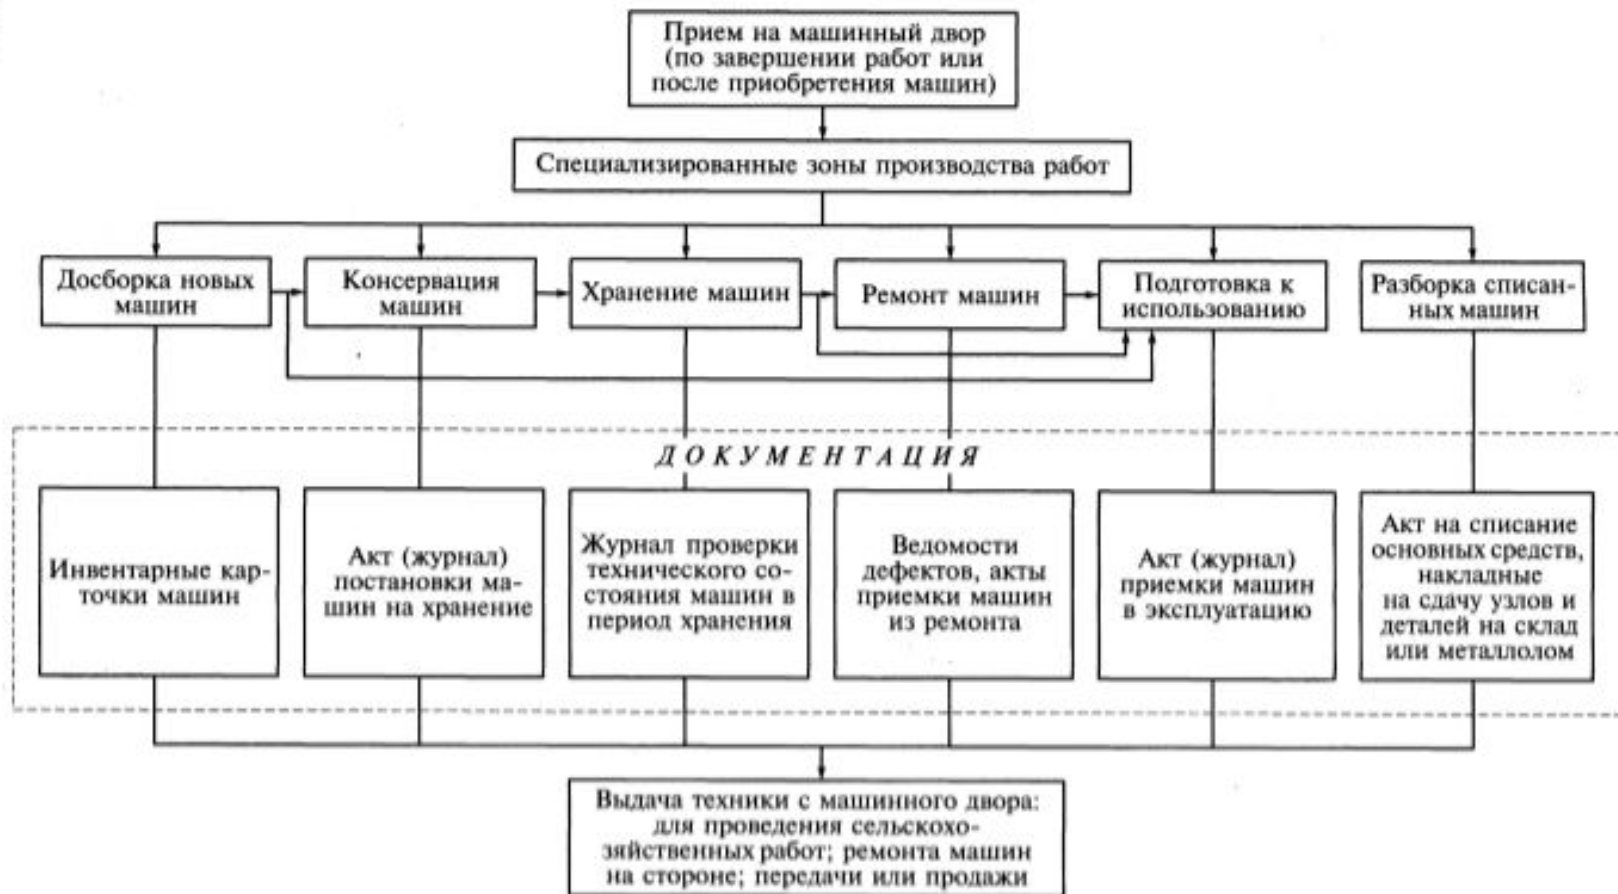 Прием на машинный двор
(по завершении работ или
после приобретения машин)
Специализированные зоны производства работ
Досборка новых
машин
Консервация
машин
Хранение машин
Ремонт машин
Подготовка к
использованию
Разборка списан-
ных машин
ДОКУМЕНТАЦИЯ
Инвентарные кар-
точки машин
Акт (журнал)
постановки ма-
шин на хранение
Журнал проверки
технического со-
стояния машин в
период хранения
Ведомости
дефектов, акты
приемки машин
из ремонта
Акт (журнал)
приемки машин
в эксплуатацию
Акт на списание
основных средств,
накладные
на сдачу узлов и
деталей на склад
или металлолом
Выдача техники с машинного двора:
для проведения сельскохо-
зяйственных работ; ремонта машин
на стороне; передачи или продажи